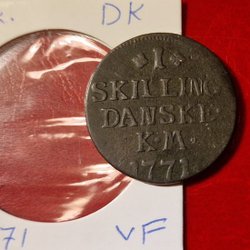 DK
·1·
SKILLING
DANSKE
K·M·
1771
71
VF